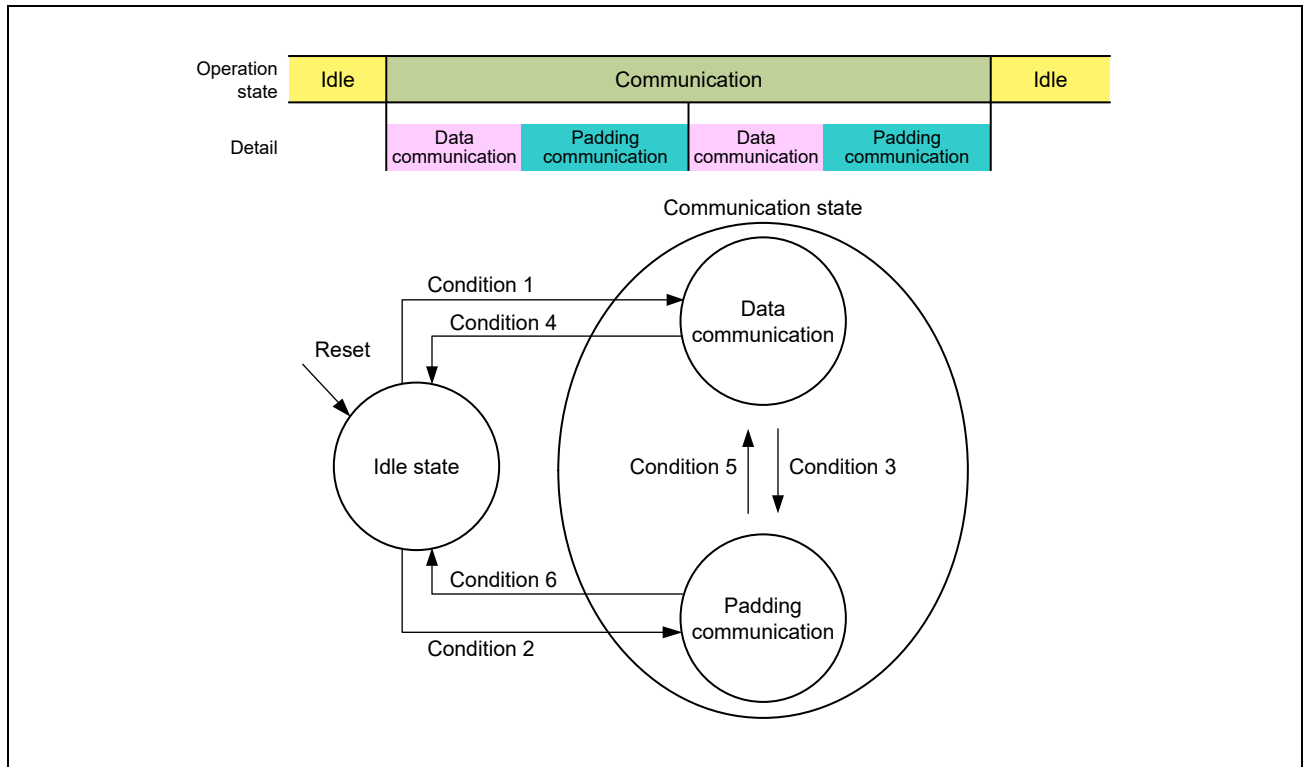 Operation
state
Idle
Communication
Idle
Detail
Data
communication
Padding
communication
Data
communication
Padding
communication
Communication state
Condition 1
Data
communication
Condition 4
Reset
Idle state
Condition 5
Condition 3
Condition 6
Padding
communication
Condition 2